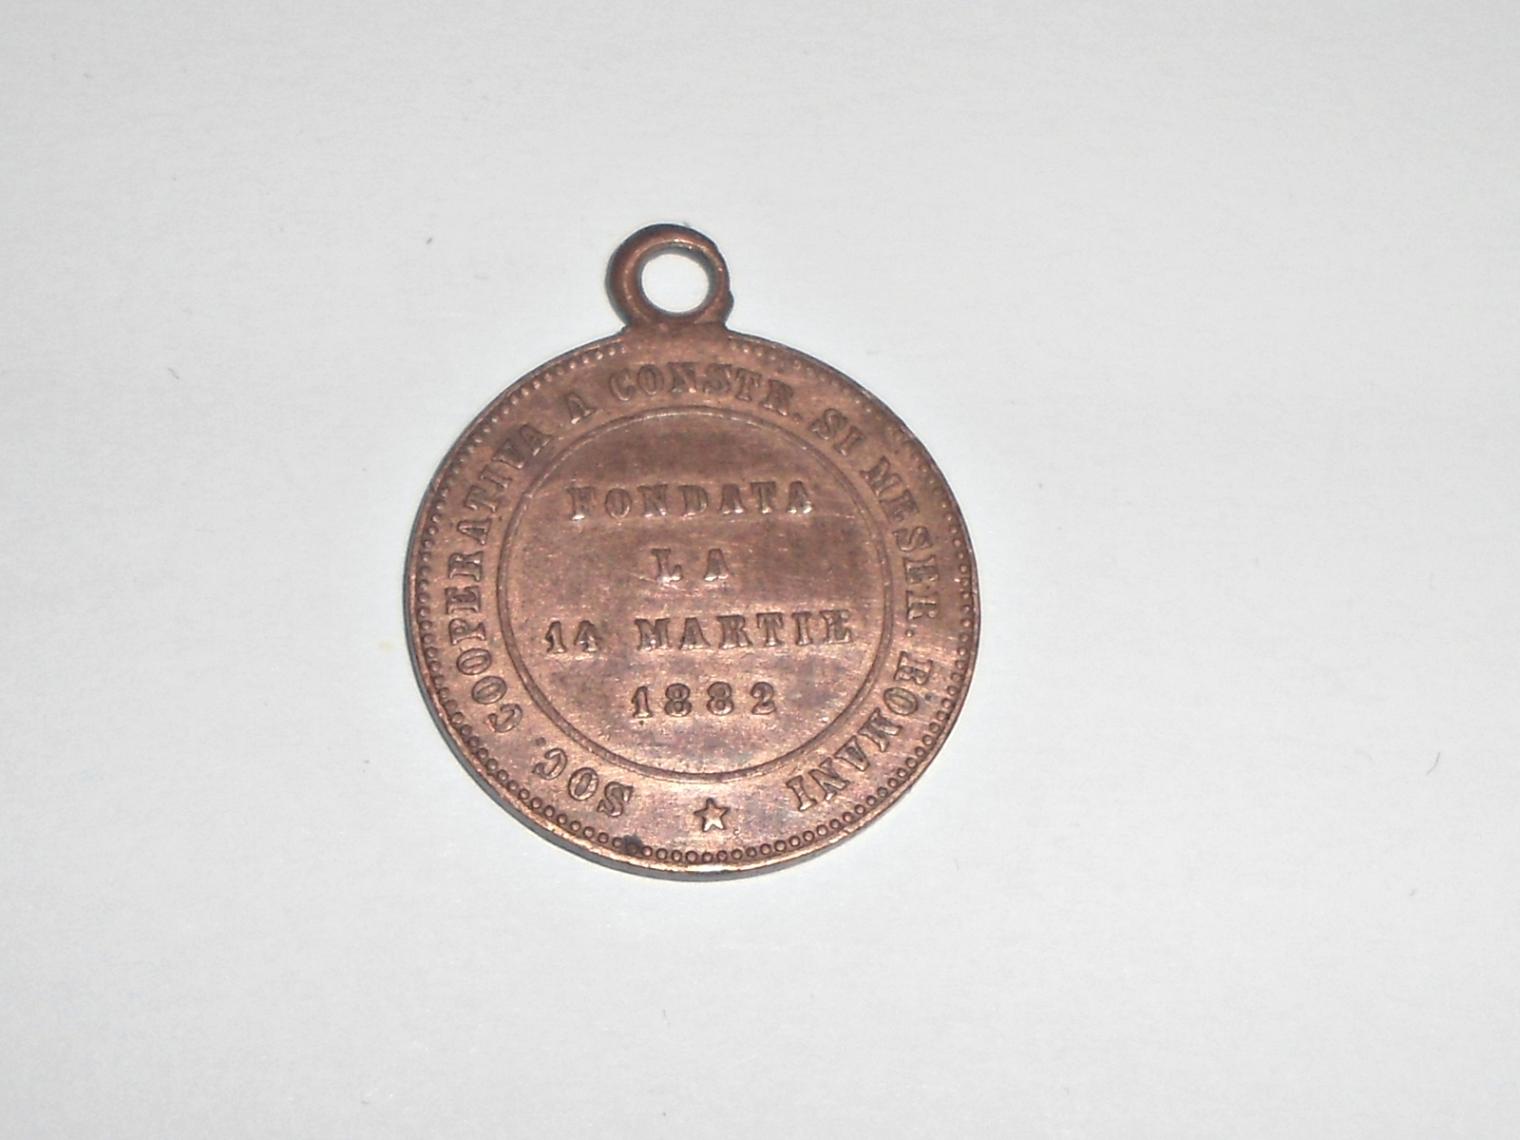 SOC. COOPERATIVA A CONSTR. SI MESER. ROMANI
FONDATA
LA
14 MARTIE
1882